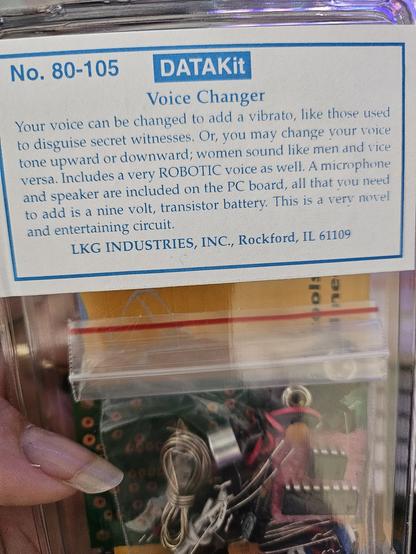 No. 80-105 DATAKit
Voice Changer
Your voice can be changed to add a vibrato, like those used
to disguise secret witnesses. Or, you may change your voice
tone upward or downward; women sound like men and vice
versa. Includes a very ROBOTIC voice as well. A microphone
and speaker are included on the PC board, all that you need
to add is a nine volt, transistor battery. This is a very novel
and entertaining circuit.
LKG INDUSTRIES, INC., Rockford, IL 61109